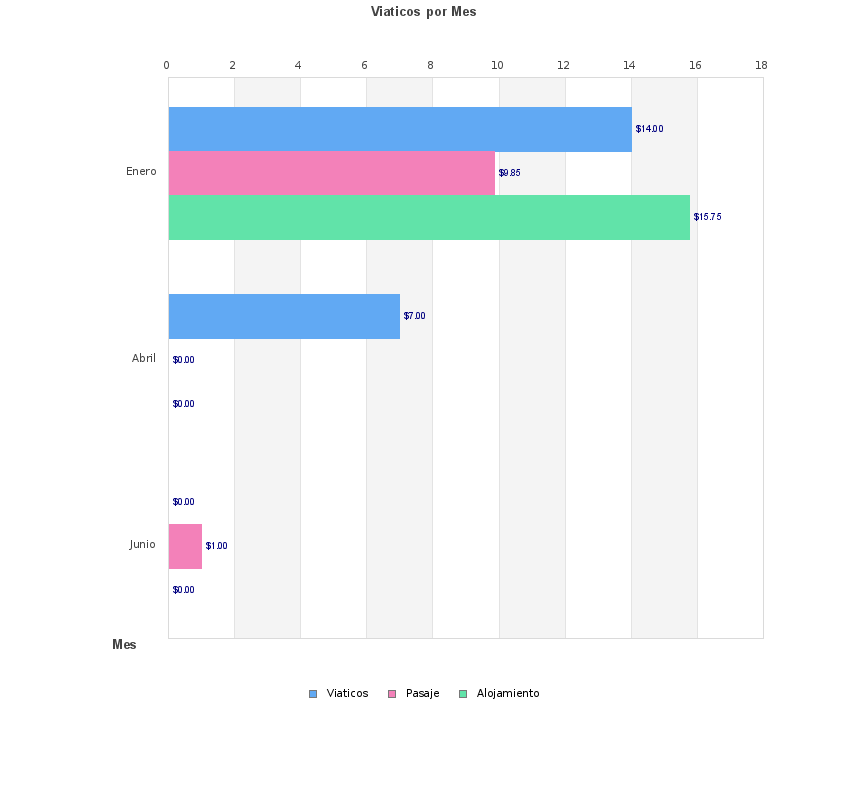 Viaticos por Mes
0 2 4 6 8 10 12 14 16 18
$14.00
Enero $9.85
$15.75
$7.00
Abril $0.00
$0.00
$0.00
Junio $1.00
$0.00
Mes
Viaticos Pasaje Alojamiento